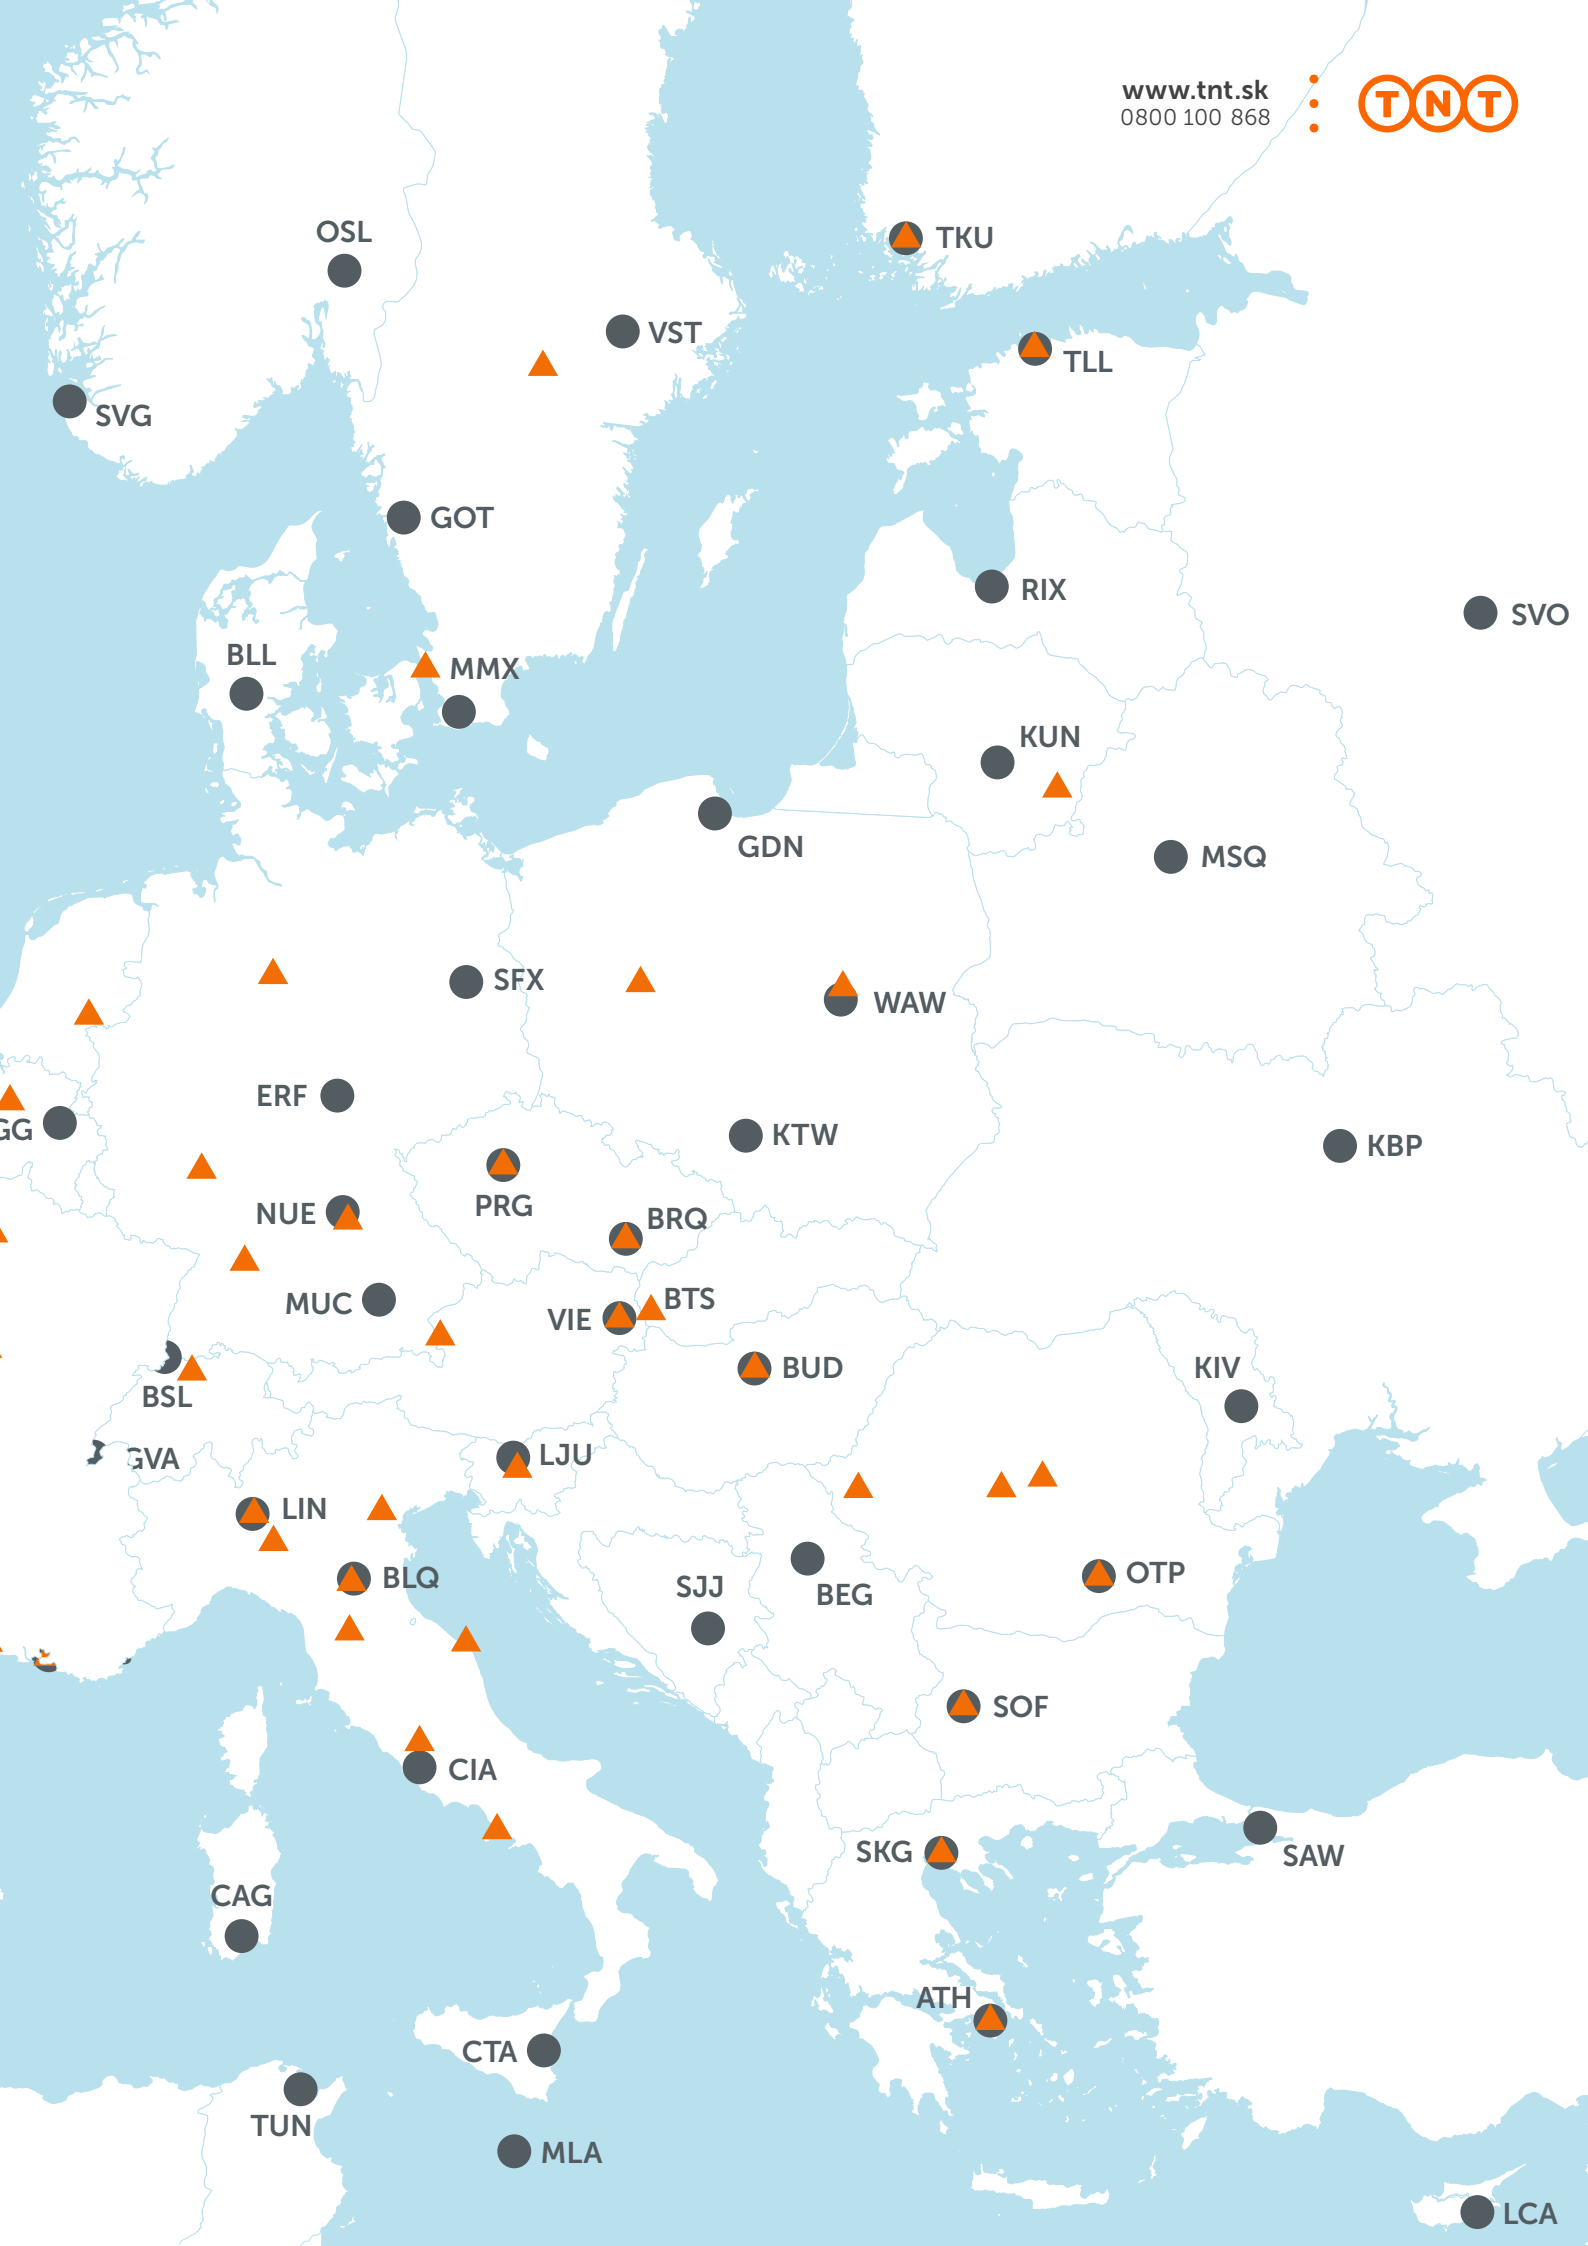 www.tnt.sk
0800 100 868
TNT
OSL
TKU
VST
TLL
SVG
GOT
RIX
SVO
BLL
MMX
KUN
GDN
MSQ
SFX
WAW
ERF
GG
KTW
KBP
PRG
NUE
BRQ
MUC
VIE
BTS
BUD
KIV
BSL
GVA
LJU
LIN
BLQ
OTP
SJJ
BEG
SOF
CIA
SKG
SAW
CAG
ATH
CTA
TUN
MLA
LCA